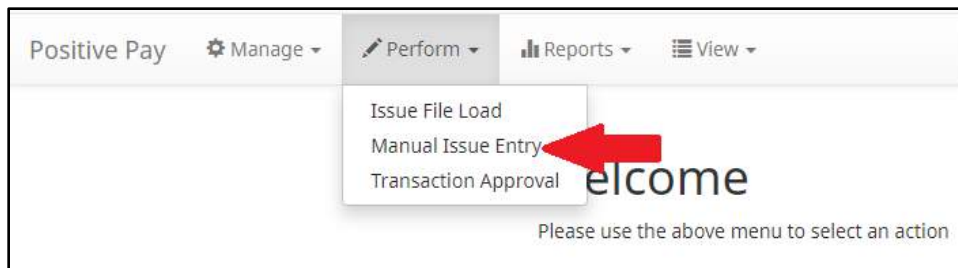 Positive Pay Manage Perform Reports View
Issue File Load
Manual Issue Entry
Transaction Approval
elcome
Please use the above menu to select an action